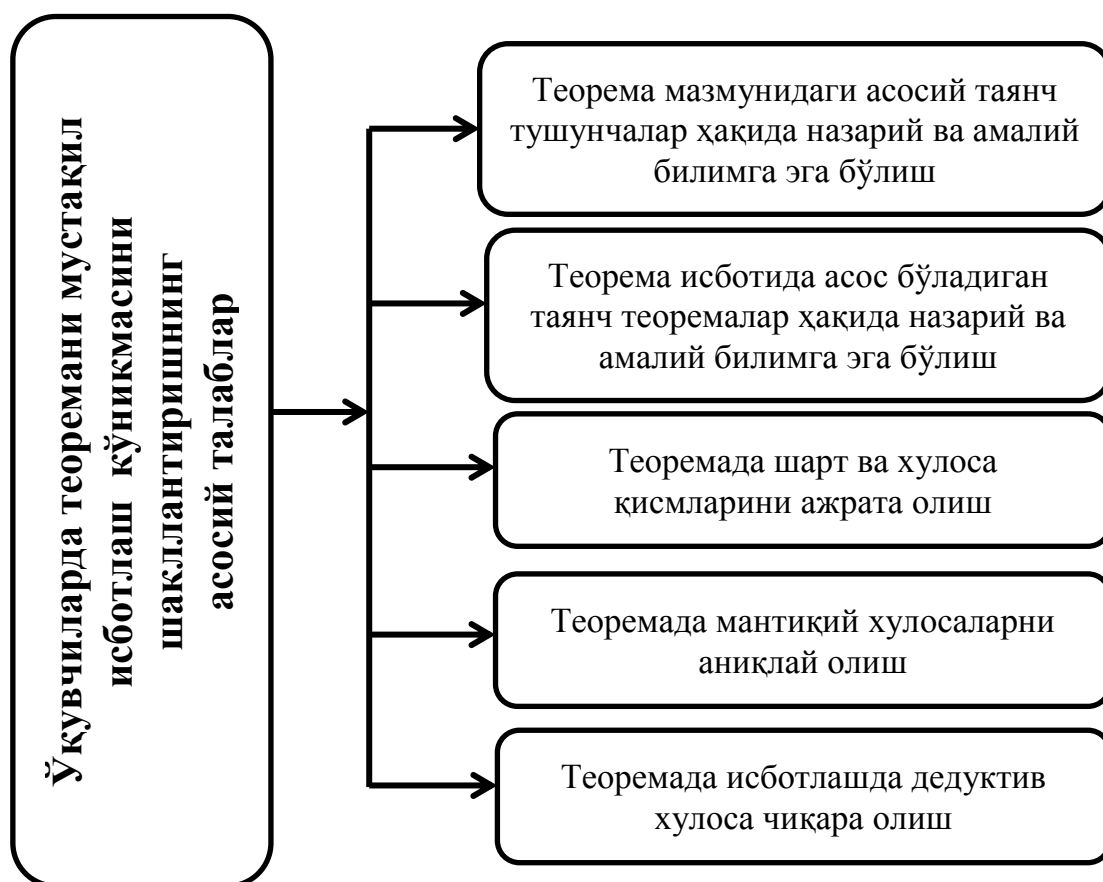 Ўқувчиларда теоремани мустақил
исботлаш кўникмасини
шакллантиришнинг
асосий талаблар
Теорема мазмунидаги асосий таянч
тушунчалар ҳақида назарий ва амалий
билимга эга бўлиш
Теорема исботида асос бўладиган
таянч теоремалар ҳақида назарий ва
амалий билимга эга бўлиш
Теоремада шарт ва хулоса
қисмларини ажрата олиш
Теоремада мантиқий хулосаларни
аниқлай олиш
Теоремада исботлашда дедуктив
хулоса чиқара олиш